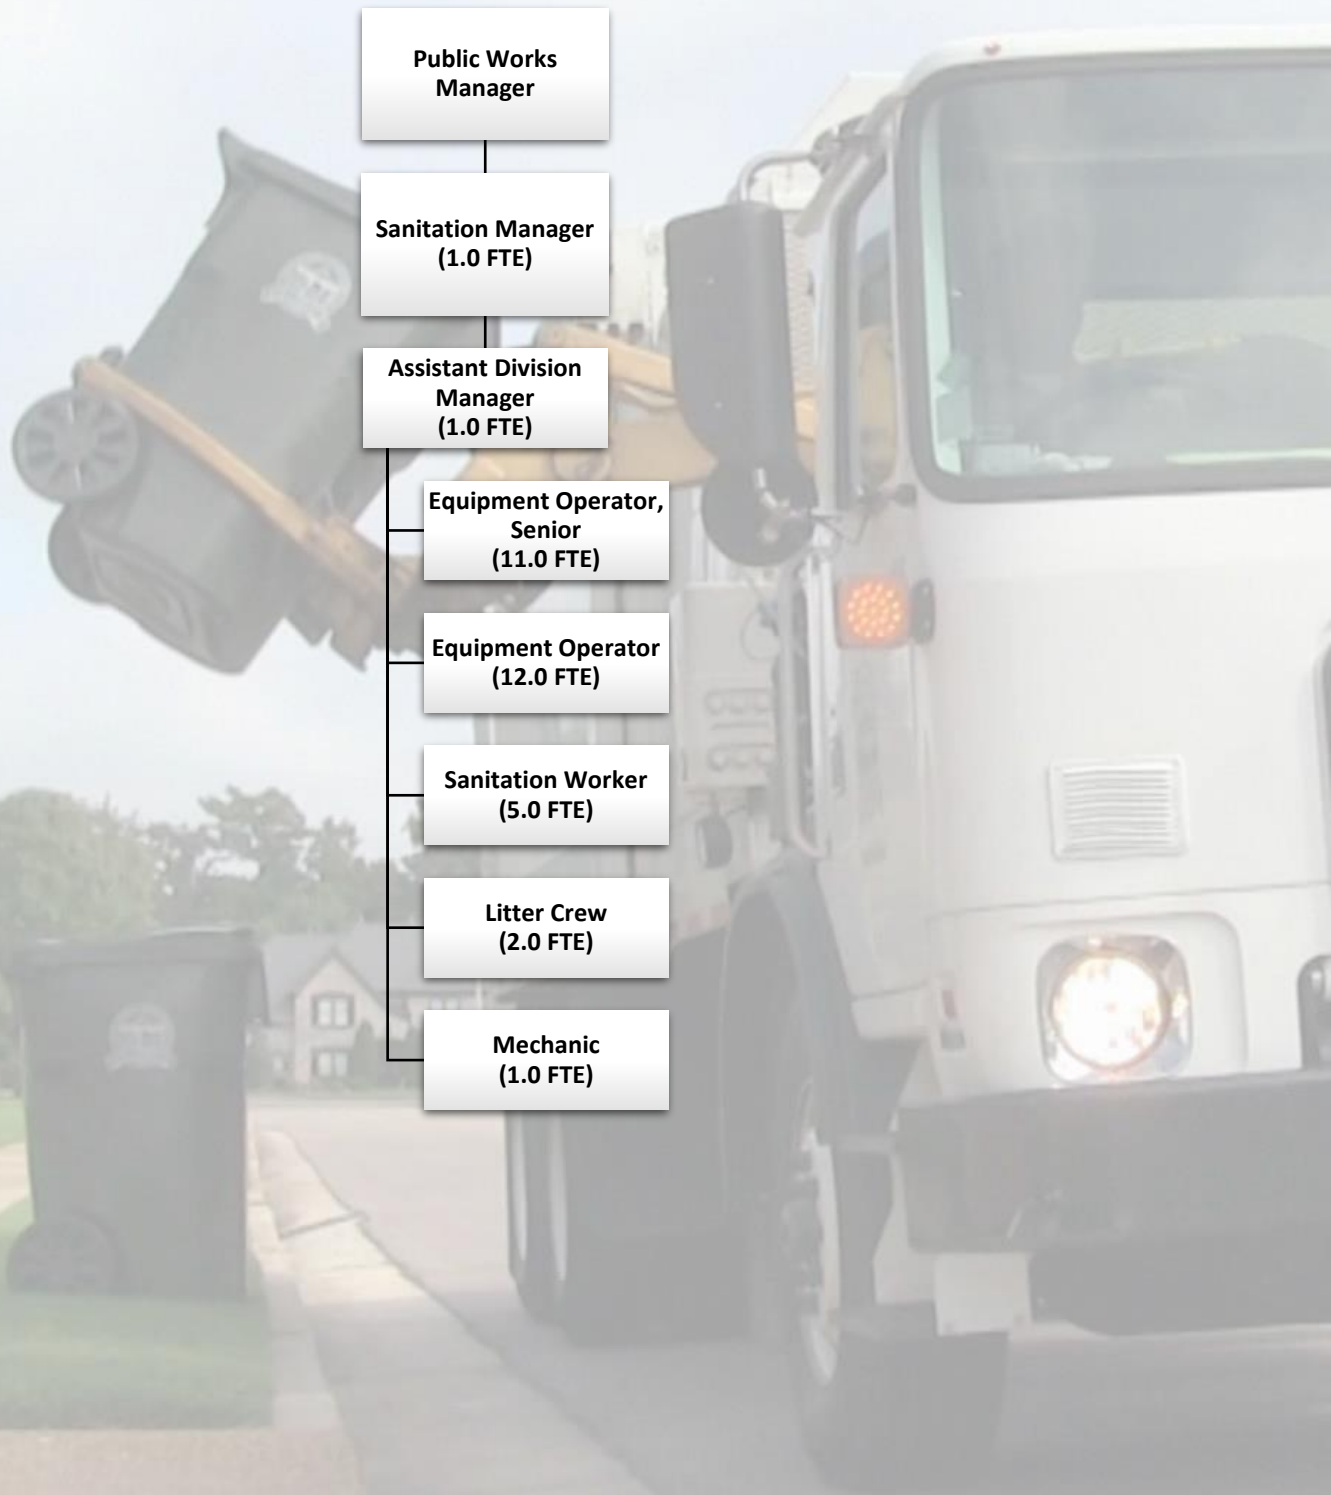 Public Works
Manager
Sanitation Manager
(1.0 FTE)
Assistant Division
Manager
(1.0 FTE)
Equipment Operator,
Senior
(11.0 FTE)
Equipment Operator
(12.0 FTE)
Sanitation Worker
(5.0 FTE)
Litter Crew
(2.0 FTE)
Mechanic
(1.0 FTE)